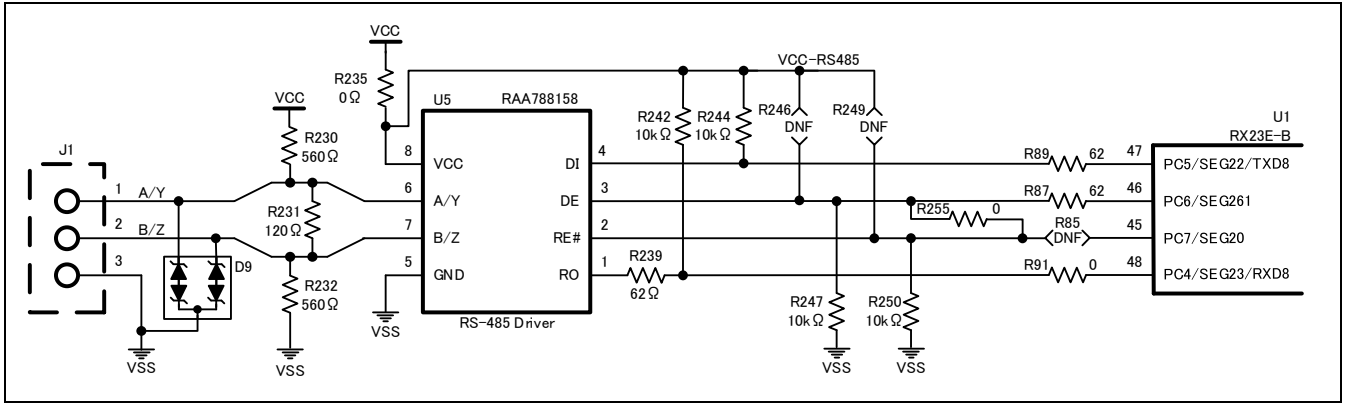 VCC
R235
0Ω
VCC
R230
560Ω
J1
1 A/Y
2 B/Z
3
D9
VSS
R231
120Ω
R232
560Ω
VSS
VSS
U5 RAA788158
8 VCC
6 A/Y
7 B/Z
5 GND
DI 4
DE 3
RE# 2
RO 1
RS-485 Driver
R239
62Ω
VCC-RS485
R242
10kΩ
R244
10kΩ
R246
DNF
R249
DNF
R247
10kΩ
VSS
R250
10kΩ
VSS
R89 62
R87 62
R255 0
R85
DNF
R91 0
U1
RX23E-B
47 PC5/SEG22/TXD8
46 PC6/SEG261
45 PC7/SEG20
48 PC4/SEG23/RXD8